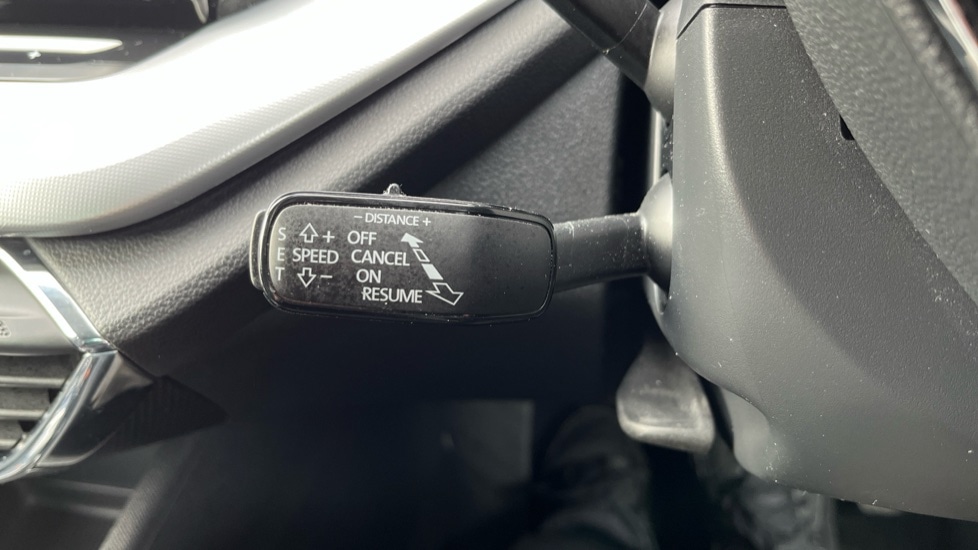 - DISTANCE +
S + OFF
E SPEED CANCEL
T - ON
RESUME